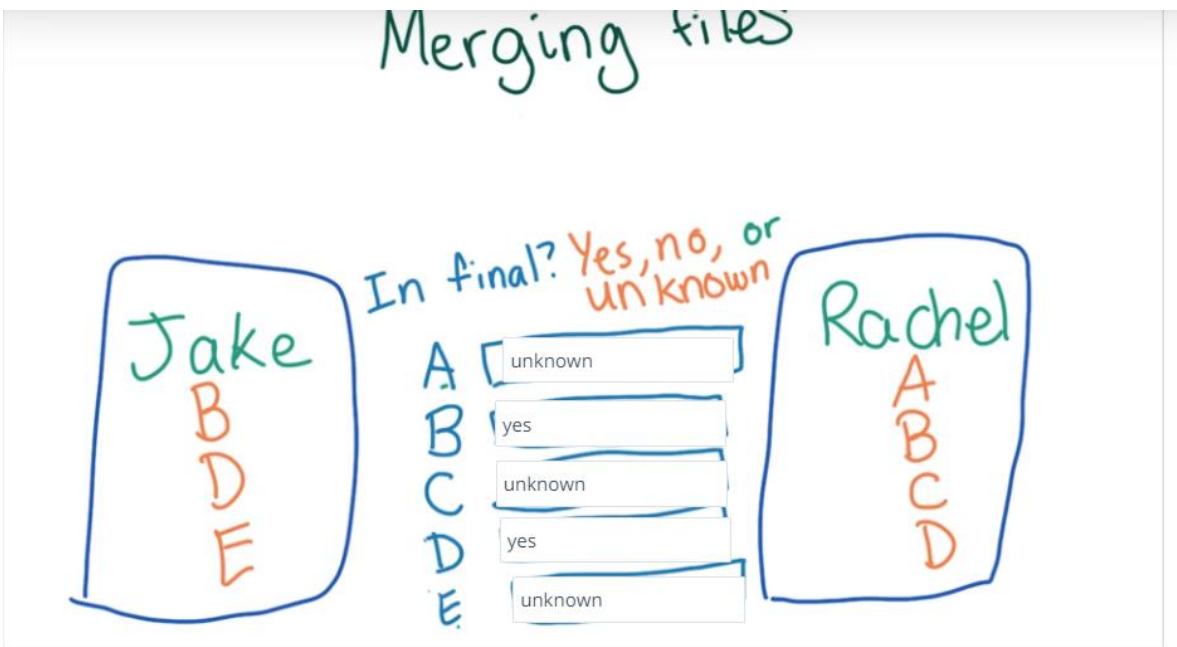 Merging files
In final? Yes, no, or
unknown
Jake
B
D
E
A unknown
B yes
C unknown
D yes
E unknown
Rachel
A
B
C
D